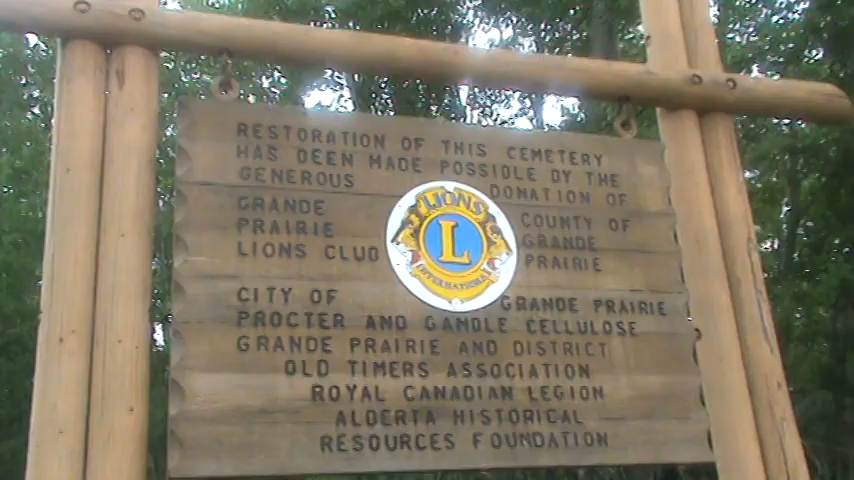 RESTORATION OF THIS CEMETERY
HAS BEEN MADE POSSIBLE BY THE
GENEROUS DONATION OF
GRANDE COUNTY OF
PRAIRIE GRANDE
LIONS CLUB PRAIRIE
LIONS
L
INTERNATIONAL
CITY OF GRANDE PRAIRIE
PROCTER AND GAMBLE CELLULOSE
GRANDE PRAIRIE AND DISTRICT
OLD TIMERS ASSOCIATION
ROYAL CANADIAN LEGION
ALBERTA HISTORICAL
RESOURCES FOUNDATION